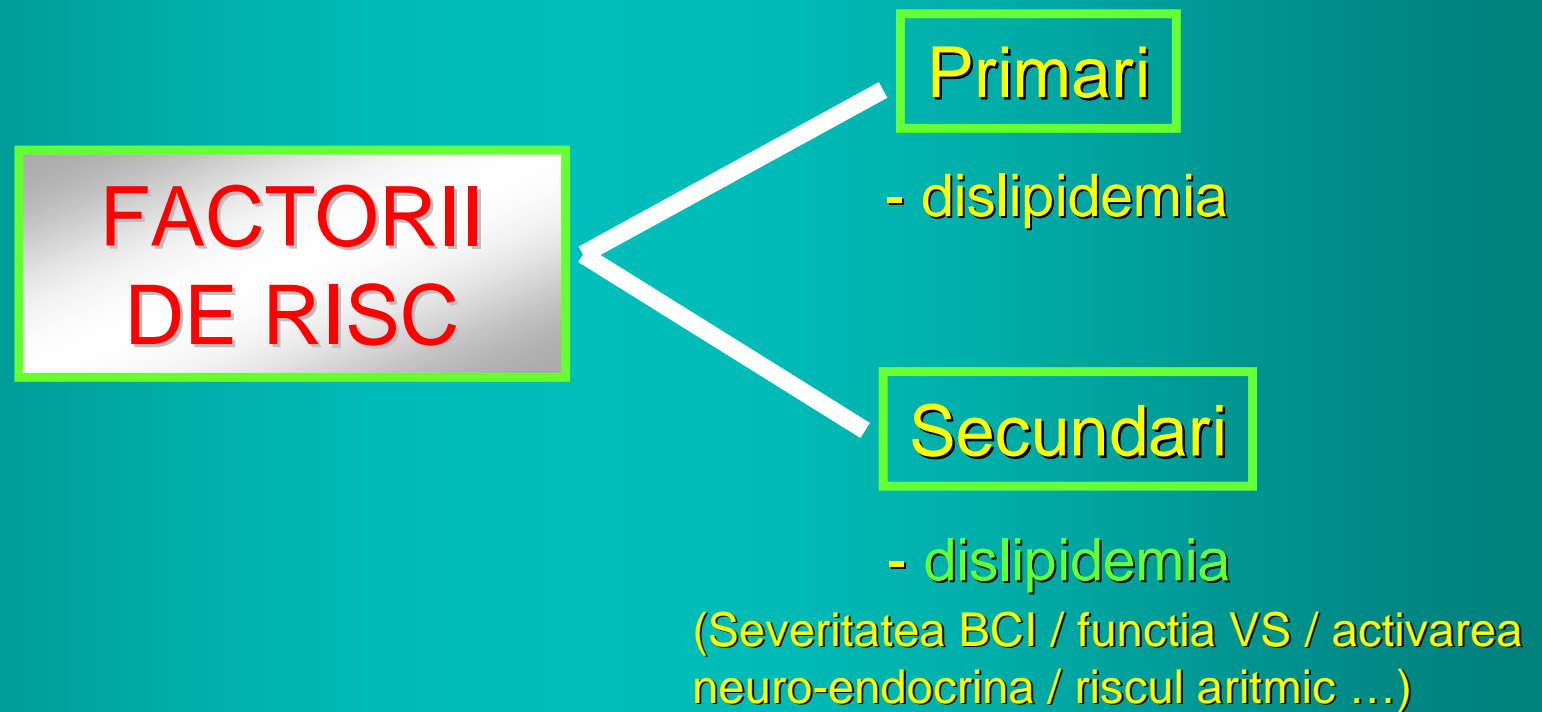 FACTORII
DE RISC
Primari
- dislipidemia
Secundari
- dislipidemia
(Severitatea BCI / functia VS / activarea
neuro-endocrina / riscul aritmic …)